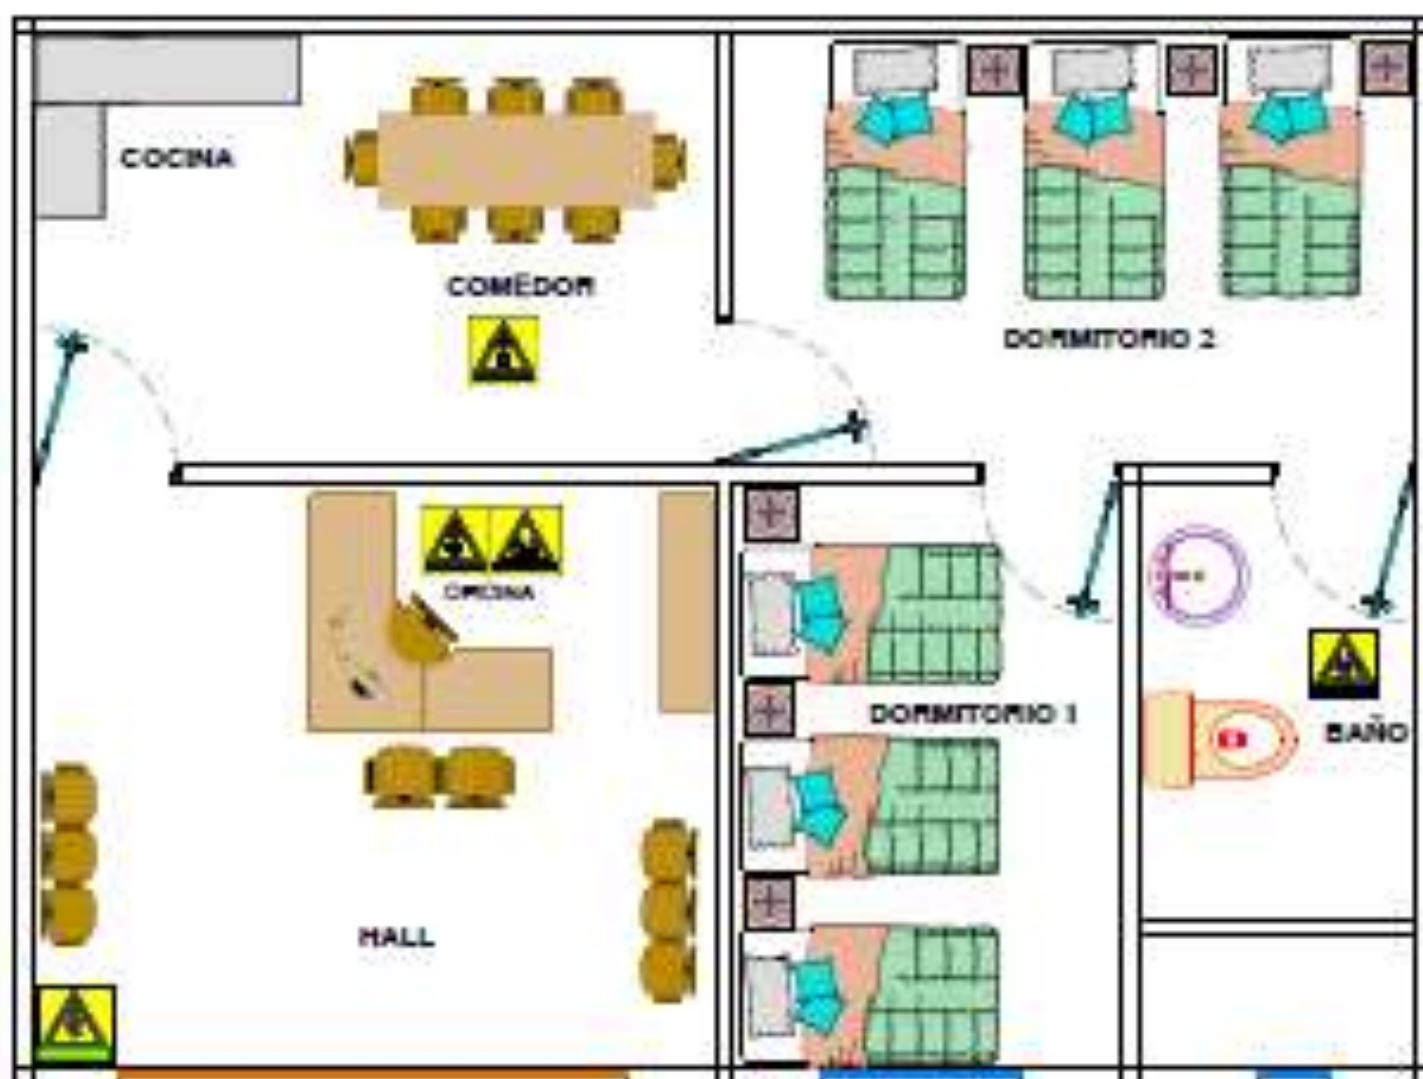 COCINA
COMEDOR
DORMITORIO 2
OFICINA
DORMITORIO 1
BAÑO
HALL